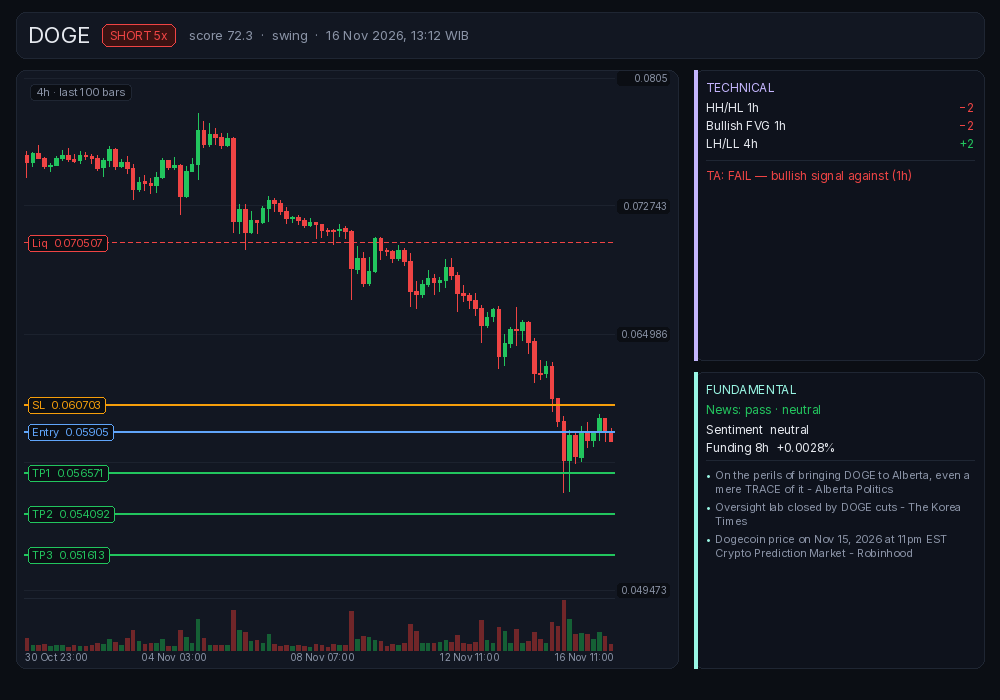 DOGE SHORT 5x score 72.3 · swing · 16 Nov 2026, 13:12 WIB
4h · last 100 bars
0.0805
0.072743
Liq 0.070507
0.064986
SL 0.060703
Entry 0.05905
TP1 0.056571
TP2 0.054092
TP3 0.051613
0.049473
30 Oct 23:00 04 Nov 03:00 08 Nov 07:00 12 Nov 11:00 16 Nov 11:00
TECHNICAL
HH/HL 1h −2
Bullish FVG 1h −2
LH/LL 4h +2
TA: FAIL — bullish signal against (1h)
FUNDAMENTAL
News: pass · neutral
Sentiment neutral
Funding 8h +0.0028%
• On the perils of bringing DOGE to Alberta, even a
mere TRACE of it - Alberta Politics
• Oversight lab closed by DOGE cuts - The Korea
Times
• Dogecoin price on Nov 15, 2026 at 11pm EST
Crypto Prediction Market - Robinhood